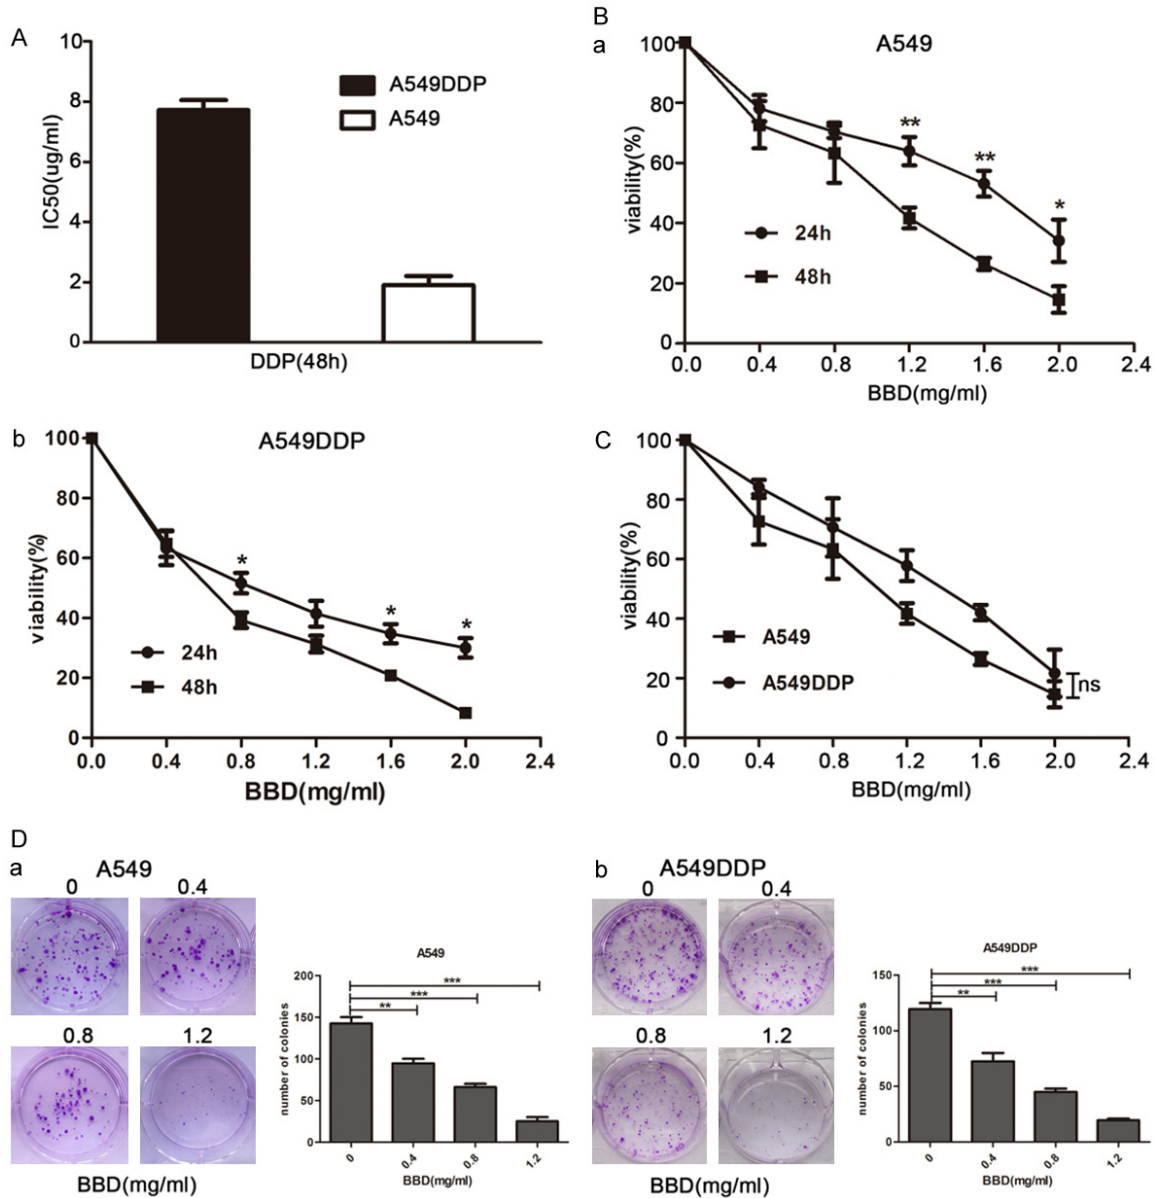 A
10
8
6
4
2
0
IC50(ug/ml)
A549DDP
A549
DDP(48h)
B
a
A549
100
80
60
40
20
0
viability(%)
**
**
*
24h
48h
0.0 0.4 0.8 1.2 1.6 2.0 2.4
BBD(mg/ml)
b
A549DDP
100
80
60
40
20
0
viability(%)
*
*
*
24h
48h
0.0 0.4 0.8 1.2 1.6 2.0 2.4
BBD(mg/ml)
C
100
80
60
40
20
0
viability(%)
A549
A549DDP
ns
0.0 0.4 0.8 1.2 1.6 2.0 2.4
BBD(mg/ml)
D
a
A549
0 0.4
0.8 1.2
BBD(mg/ml)
A549
200
150
100
50
0
number of colonies
***
***
**
0 0.4 0.8 1.2
BBD(mg/ml)
b
A549DDP
0 0.4
0.8 1.2
BBD(mg/ml)
A549DDP
150
100
50
0
number of colonies
***
***
**
0 0.4 0.8 1.2
BBD(mg/ml)